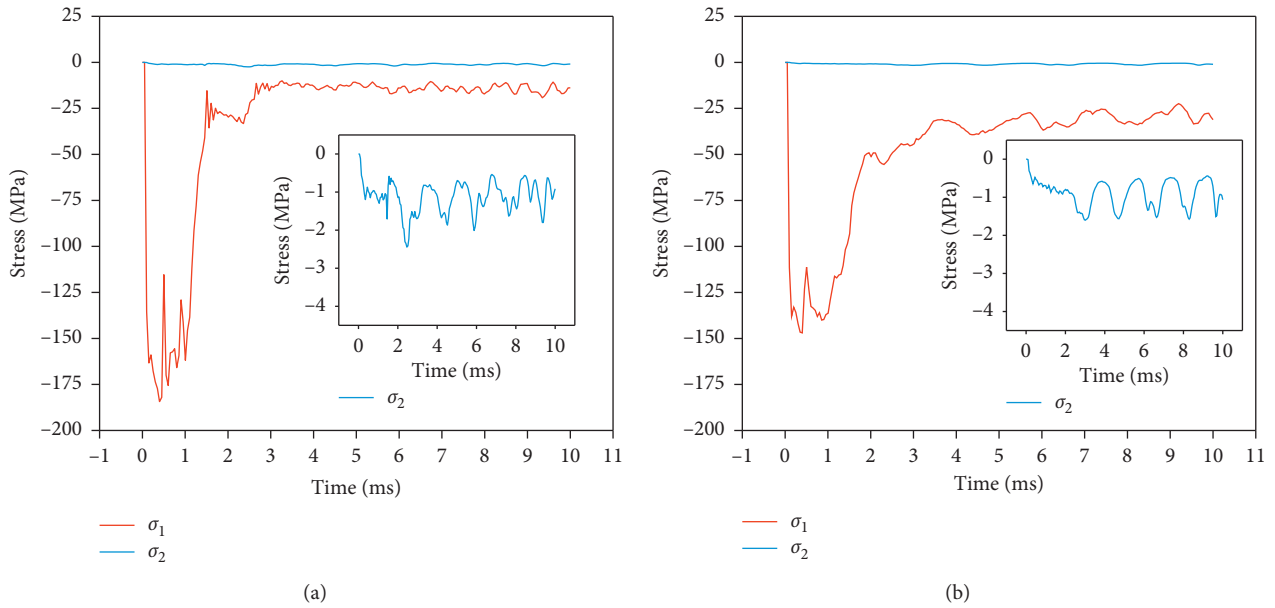 25
0
–25
–50
–75
–100
–125
–150
–175
–200
Stress (MPa)
–1 0 1 2 3 4 5 6 7 8 9 10 11
Time (ms)
0
–1
–2
–3
–4
Stress (MPa)
0 2 4 6 8 10
Time (ms)
σ2
σ1
σ2
(a)
25
0
–25
–50
–75
–100
–125
–150
–175
–200
Stress (MPa)
–1 0 1 2 3 4 5 6 7 8 9 10 11
Time (ms)
0
–1
–2
–3
–4
Stress (MPa)
0 2 4 6 8 10
Time (ms)
σ2
σ1
σ2
(b)